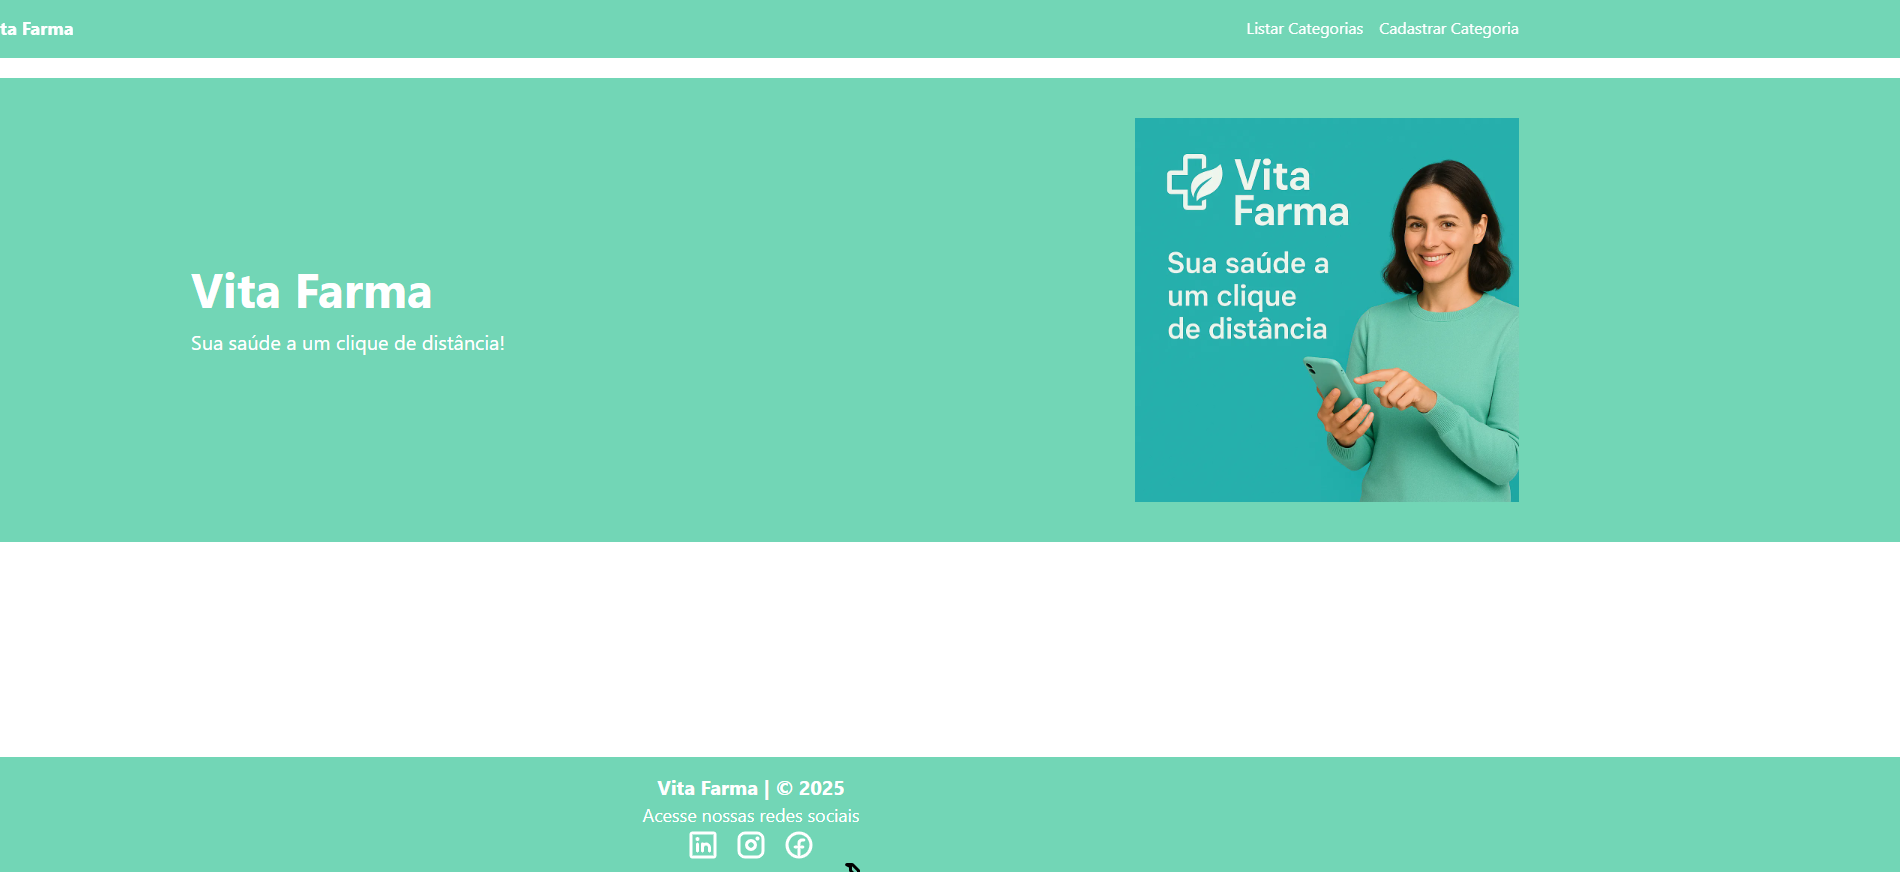 ta Farma
Listar Categorias
Cadastrar Categoria
Vita Farma
Sua saúde a um clique de distância!
Vita
Farma
Sua saúde a
um clique
de distância
Vita Farma | © 2025
Acesse nossas redes sociais